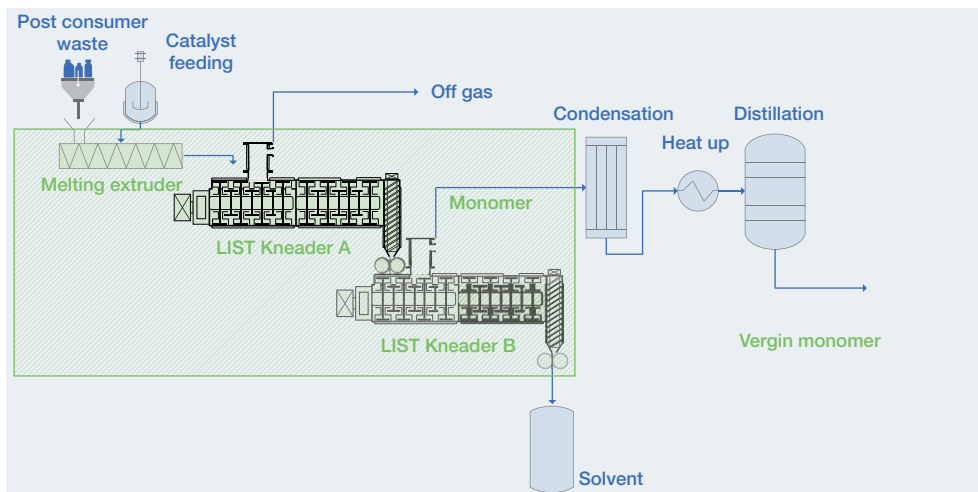 Post consumer
waste
Catalyst
feeding
Off gas
Condensation
Distillation
Heat up
Melting extruder
Monomer
LIST Kneader A
LIST Kneader B
Vergin monomer
Solvent